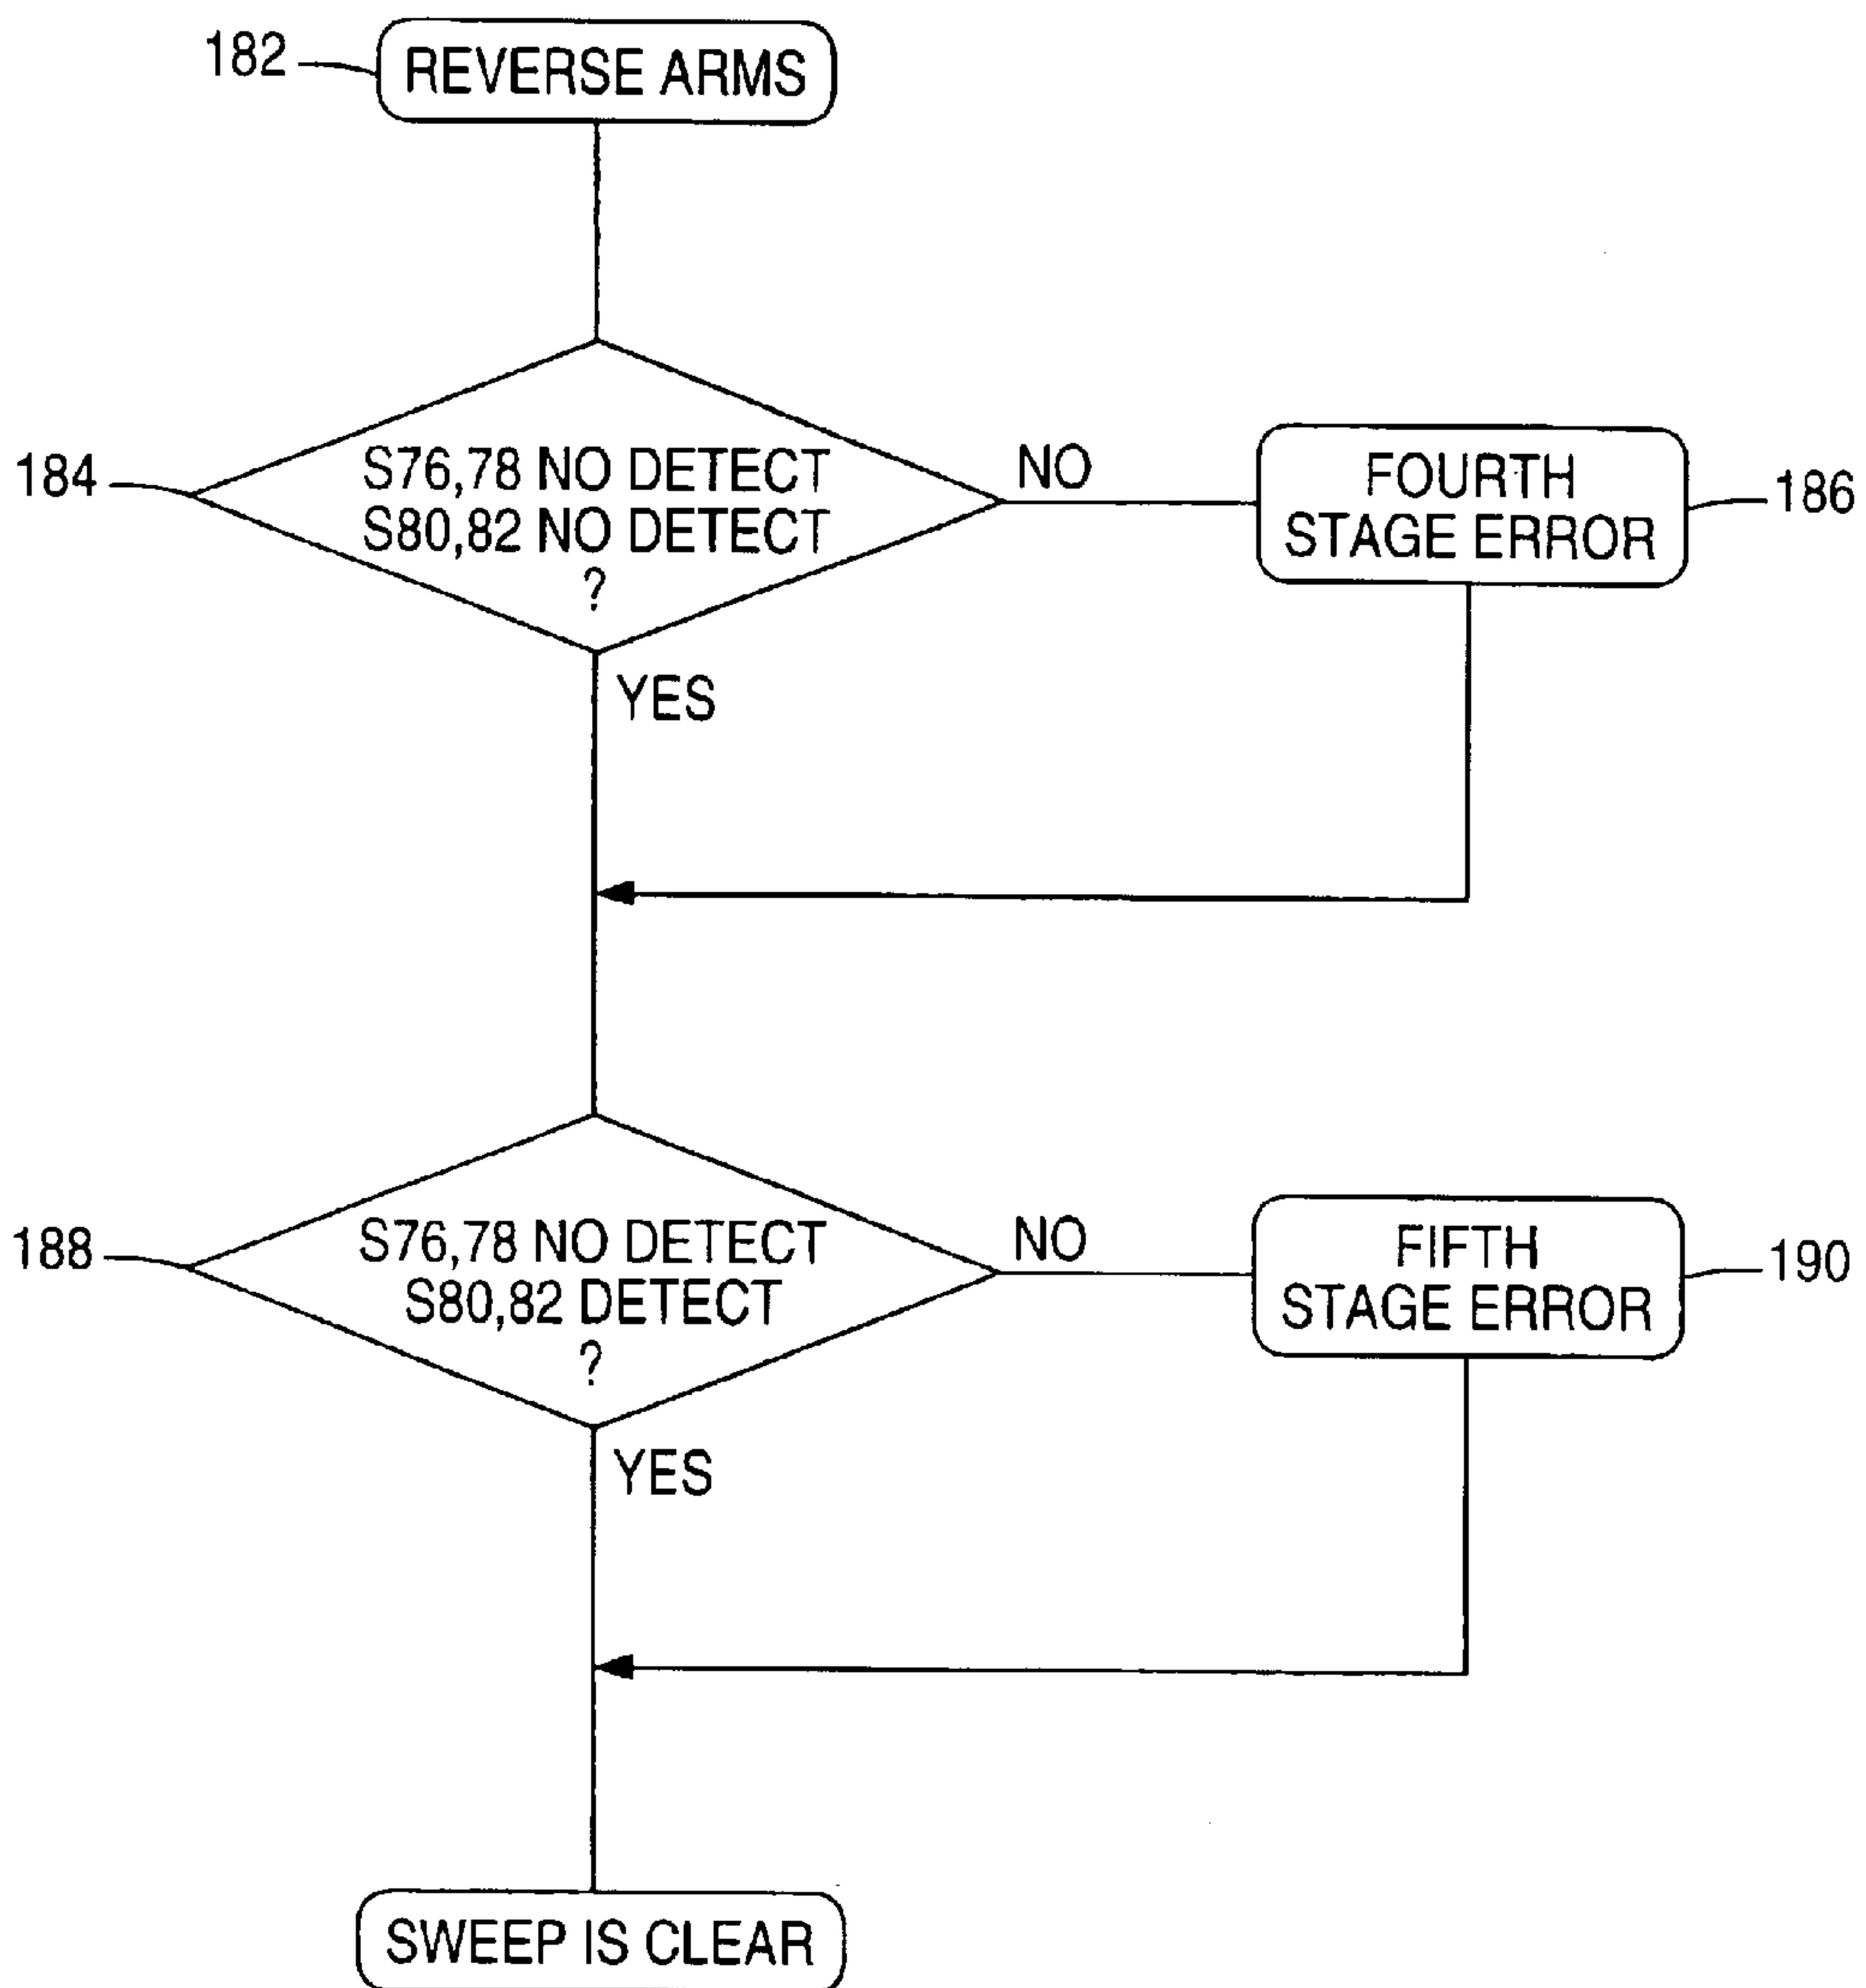 182
REVERSE ARMS
184
S76,78 NO DETECT
S80,82 NO DETECT
?
NO
FOURTH
STAGE ERROR
186
YES
188
S76,78 NO DETECT
S80,82 DETECT
?
NO
FIFTH
STAGE ERROR
190
YES
SWEEP IS CLEAR